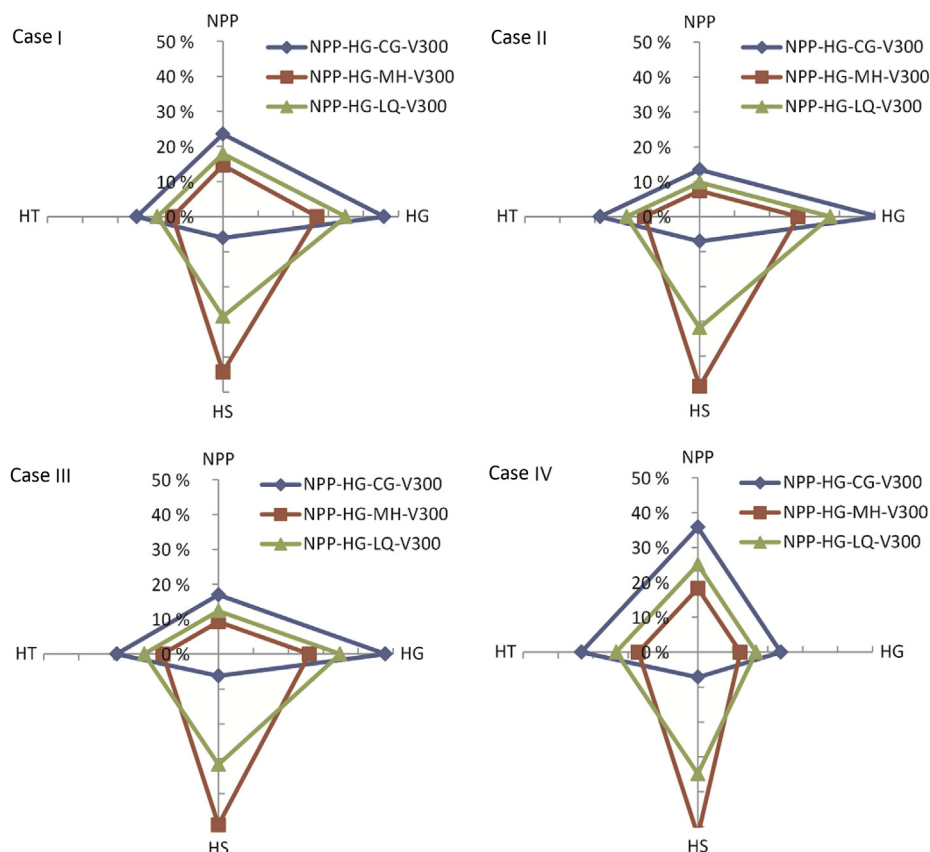 Case I
NPP
50 %
40 %
30 %
20 %
10 %
0 %
NPP-HG-CG-V300
NPP-HG-MH-V300
NPP-HG-LQ-V300
HT
HG
HS
Case II
NPP
50 %
40 %
30 %
20 %
10 %
0 %
NPP-HG-CG-V300
NPP-HG-MH-V300
NPP-HG-LQ-V300
HT
HG
HS
Case III
NPP
50 %
40 %
30 %
20 %
10 %
0 %
NPP-HG-CG-V300
NPP-HG-MH-V300
NPP-HG-LQ-V300
HT
HG
HS
Case IV
NPP
50 %
40 %
30 %
20 %
10 %
0 %
NPP-HG-CG-V300
NPP-HG-MH-V300
NPP-HG-LQ-V300
HT
HG
HS